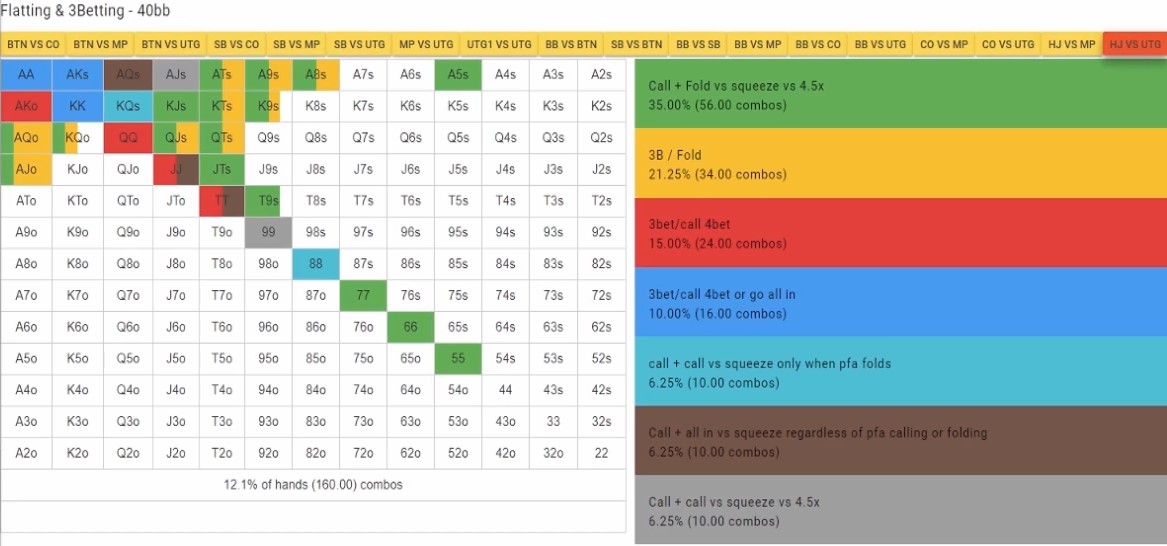 Flatting & 3Betting - 40bb
BTN VS CO BTN VS MP BTN VS UTG SB VS CO SB VS MP SB VS UTG MP VS UTG UTG1 VS UTG BB VS BTN SB VS BTN BB VS SB BB VS MP BB VS CO BB VS UTG CO VS MP CO VS UTG HJ VS MP HJ VS UTG
AA AKs AQs AJs ATs A9s A8s A7s A6s A5s A4s A3s A2s
AKo KK KQs KJs KTs K9s K8s K7s K6s K5s K4s K3s K2s
AQo KQo QQ QJs QTs Q9s Q8s Q7s Q6s Q5s Q4s Q3s Q2s
AJo KJo QJo JJ JTs J9s J8s J7s J6s J5s J4s J3s J2s
ATo KTo QTo JTo TT T9s T8s T7s T6s T5s T4s T3s T2s
A9o K9o Q9o J9o T9o 99 98s 97s 96s 95s 94s 93s 92s
A8o K8o Q8o J8o T8o 98o 88 87s 86s 85s 84s 83s 82s
A7o K7o Q7o J7o T7o 97o 87o 77 76s 75s 74s 73s 72s
A6o K6o Q6o J6o T6o 96o 86o 76o 66 65s 64s 63s 62s
A5o K5o Q5o J5o T5o 95o 85o 75o 65o 55 54s 53s 52s
A4o K4o Q4o J4o T4o 94o 84o 74o 64o 54o 44 43s 42s
A3o K3o Q3o J3o T3o 93o 83o 73o 63o 53o 43o 33 32s
A2o K2o Q2o J2o T2o 92o 82o 72o 62o 52o 42o 32o 22
12.1% of hands (160.00) combos
Call + Fold vs squeeze vs 4.5x
35.00% (56.00 combos)
3B / Fold
21.25% (34.00 combos)
3bet/call 4bet
15.00% (24.00 combos)
3bet/call 4bet or go all in
10.00% (16.00 combos)
call + call vs squeeze only when pfa folds
6.25% (10.00 combos)
Call + all in vs squeeze regardless of pfa calling or folding
6.25% (10.00 combos)
Call + call vs squeeze vs 4.5x
6.25% (10.00 combos)